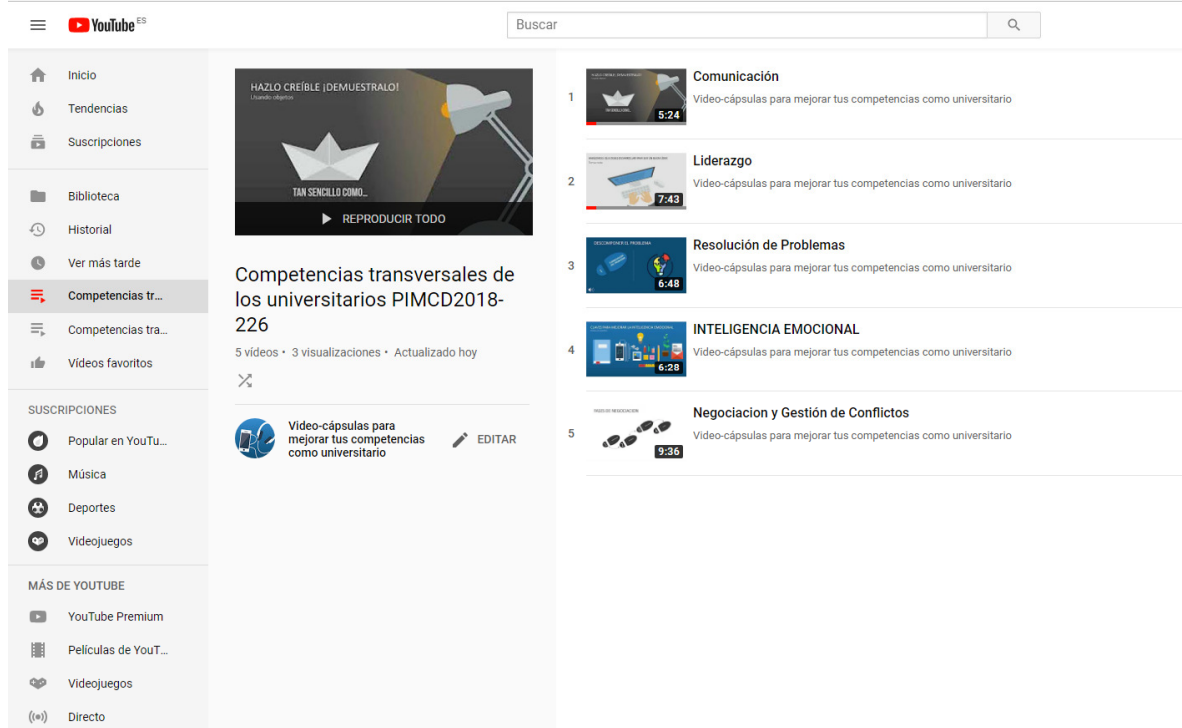 YouTube ES
Buscar
Inicio
Tendencias
Suscripciones
Biblioteca
Historial
Ver más tarde
Competencias tr...
Competencias tra...
Vídeos favoritos
SUSCRIPCIONES
Popular en YouTu...
Música
Deportes
Videojuegos
MÁS DE YOUTUBE
YouTube Premium
Películas de YouT...
Videojuegos
Directo
HAZLO CREÍBLE ¡DEMUESTRALO!
Usando objetos
TAN SENCILLO COMO...
REPRODUCIR TODO
Competencias transversales de
los universitarios PIMCD2018-
226
5 vídeos • 3 visualizaciones • Actualizado hoy
Video-cápsulas para
mejorar tus competencias
como universitario
EDITAR
1
5:24
Comunicación
Video-cápsulas para mejorar tus competencias como universitario
2
7:43
Liderazgo
Video-cápsulas para mejorar tus competencias como universitario
3
DESCOMPONER EL PROBLEMA
6:48
Resolución de Problemas
Video-cápsulas para mejorar tus competencias como universitario
4
6:28
INTELIGENCIA EMOCIONAL
Video-cápsulas para mejorar tus competencias como universitario
5
9:36
Negociacion y Gestión de Conflictos
Video-cápsulas para mejorar tus competencias como universitario